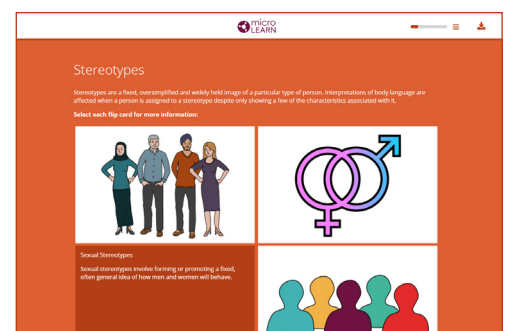 micro
LEARN
Stereotypes
Stereotypes are a fixed, oversimplified and widely held image of a particular type of person. Interpretations of body language are
affected when a person is assigned to a stereotype despite only showing a few of the characteristics associated with it.
Select each flip card for more information:
Sexual Stereotypes
Sexual stereotypes involve forming or promoting a fixed,
often general idea of how men and women will behave.